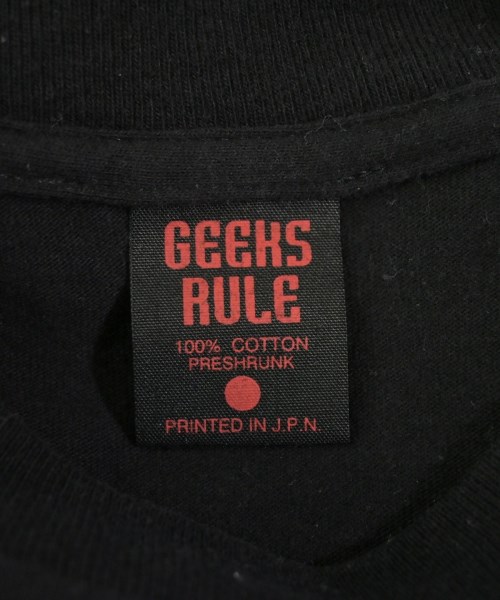 GEEKS
RULE
100% COTTON
PRESHRUNK
PRINTED IN J.P.N.